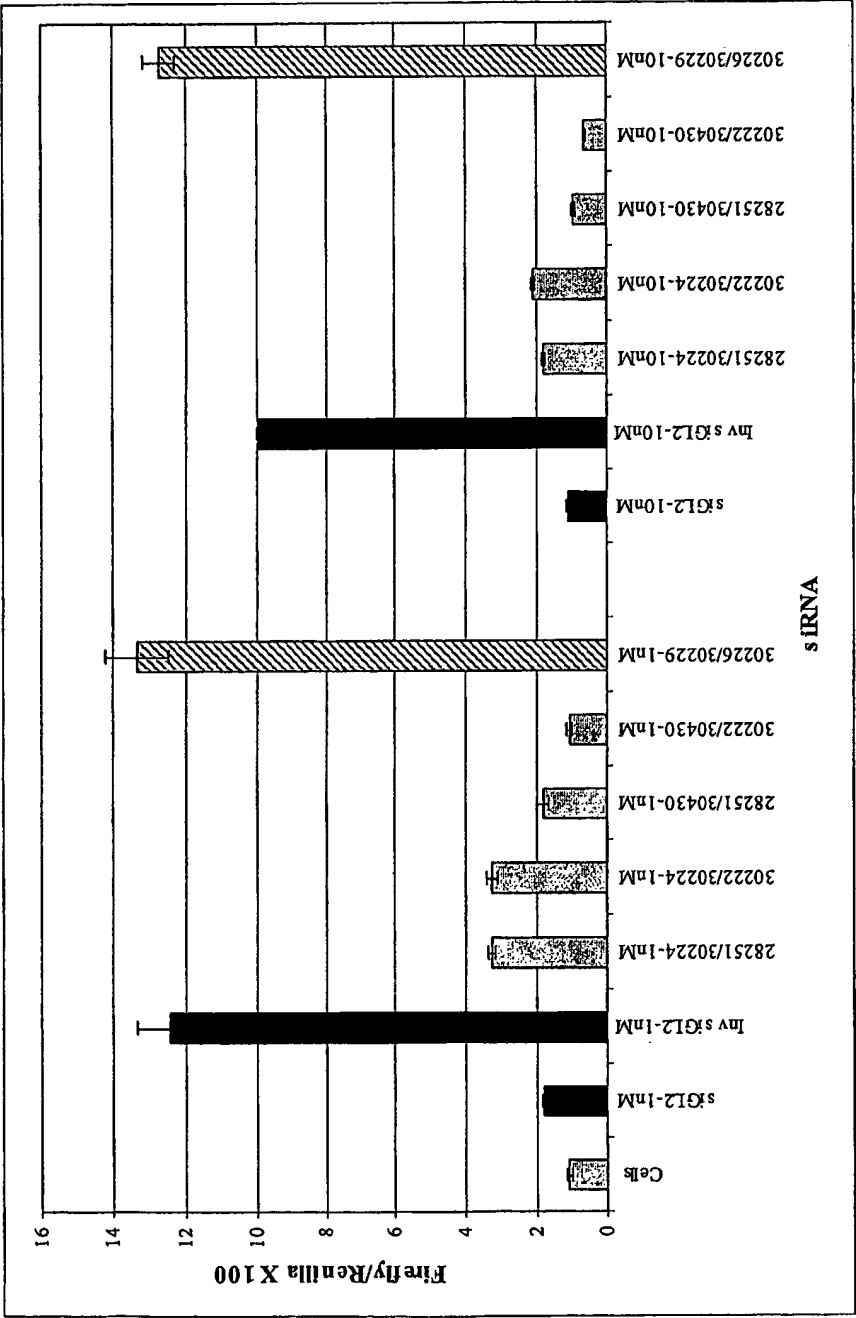 Firefly/Renilla X 100
16
14
12
10
8
6
4
2
0
Cells
siGL2-1nM
Inv siGL2-1nM
28251/30224-1nM
30222/30224-1nM
28251/30430-1nM
30222/30430-1nM
30226/30229-1nM
siGL2-10nM
Inv siGL2-10nM
28251/30224-10nM
30222/30224-10nM
28251/30430-10nM
30222/30430-10nM
30226/30229-10nM
siRNA